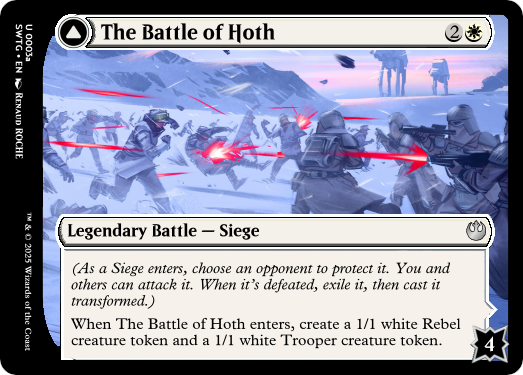 The Battle of Hoth
2
Legendary Battle — Siege
(As a Siege enters, choose an opponent to protect it. You and
others can attack it. When it's defeated, exile it, then cast it
transformed.)
When The Battle of Hoth enters, create a 1/1 white Rebel
creature token and a 1/1 white Trooper creature token.
4
U 0003a
SWTG • EN Renaud Roche
™ & © 2025 Wizards of the Coast